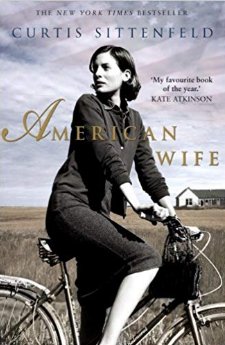 THE NEW YORK TIMES BESTSELLER
CURTIS SITTENFELD
'My favourite book
of the year.'
KATE ATKINSON
AMERICAN
WIFE